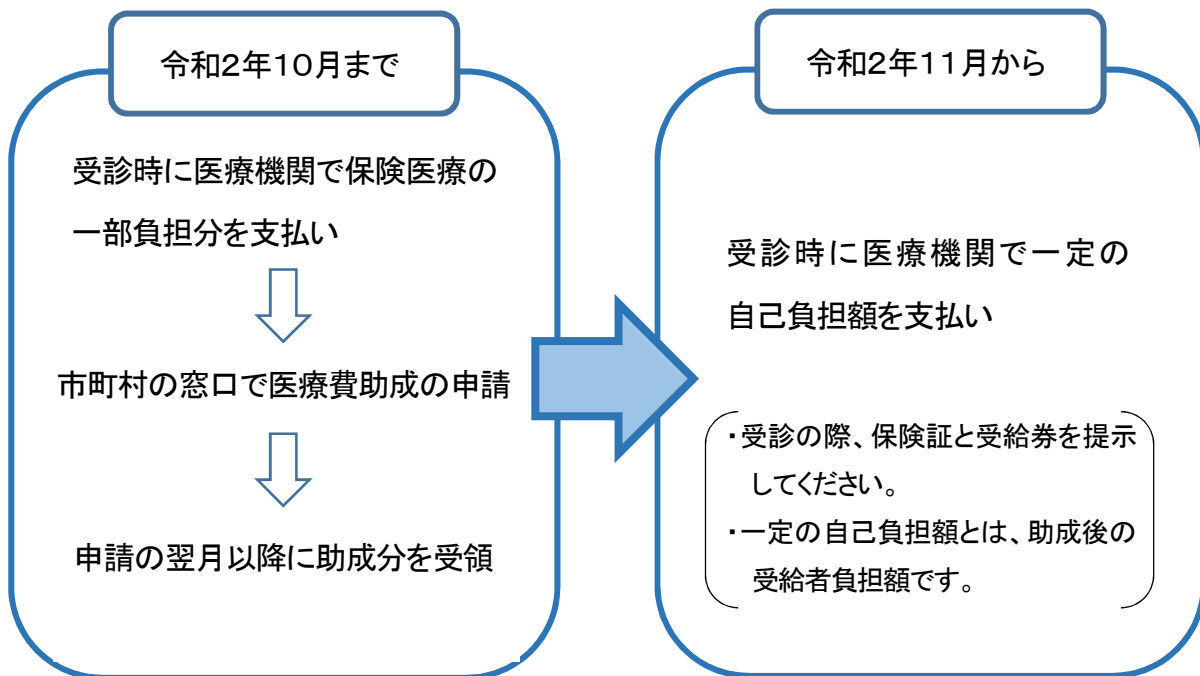 令和2年10月まで
受診時に医療機関で保険医療の
一部負担分を支払い
市町村の窓口で医療費助成の申請
申請の翌月以降に助成分を受領
令和2年11月から
受診時に医療機関で一定の
自己負担額を支払い
・受診の際、保険証と受給券を提示
してください。
・一定の自己負担額とは、助成後の
受給者負担額です。